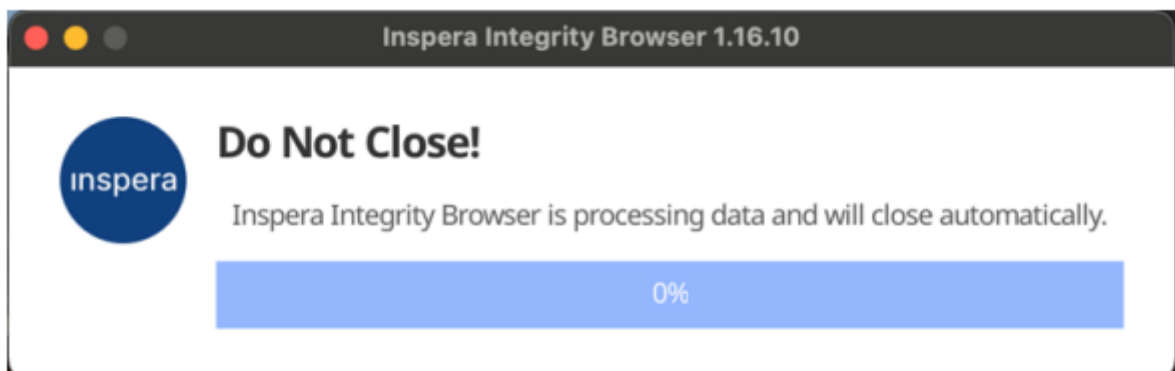 Inspera Integrity Browser 1.16.10
Do Not Close!
inspera
Inspera Integrity Browser is processing data and will close automatically.
0%